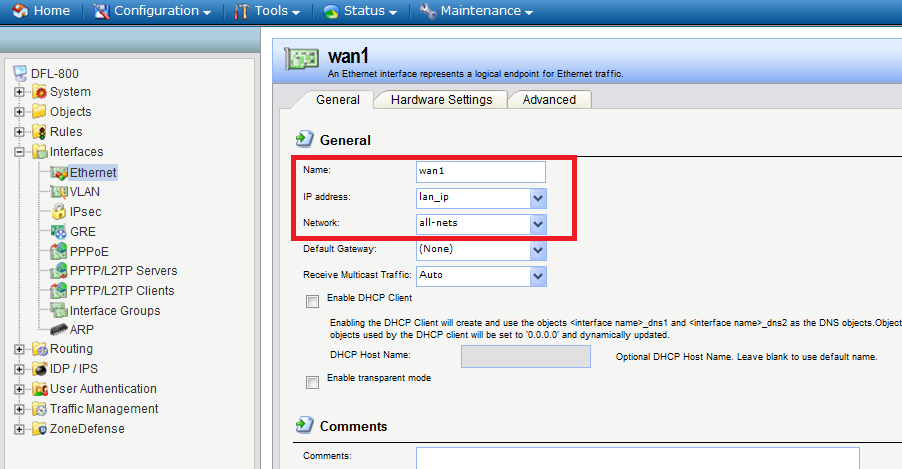 Home Configuration Tools Status Maintenance
DFL-800
System
Objects
Rules
Interfaces
Ethernet
VLAN
IPsec
GRE
PPPoE
PPTP/L2TP Servers
PPTP/L2TP Clients
Interface Groups
ARP
Routing
IDP / IPS
User Authentication
Traffic Management
ZoneDefense
wan1
An Ethernet interface represents a logical endpoint for Ethernet traffic.
General Hardware Settings Advanced
General
Name: wan1
IP address: lan_ip
Network: all-nets
Default Gateway: (None)
Receive Multicast Traffic: Auto
Enable DHCP Client
Enabling the DHCP Client will create and use the objects <interface name>_dns1 and <interface name>_dns2 as the DNS objects.Object
objects used by the DHCP client will be set to '0.0.0.0' and dynamically updated.
DHCP Host Name: Optional DHCP Host Name. Leave blank to use default name.
Enable transparent mode
Comments
Comments: